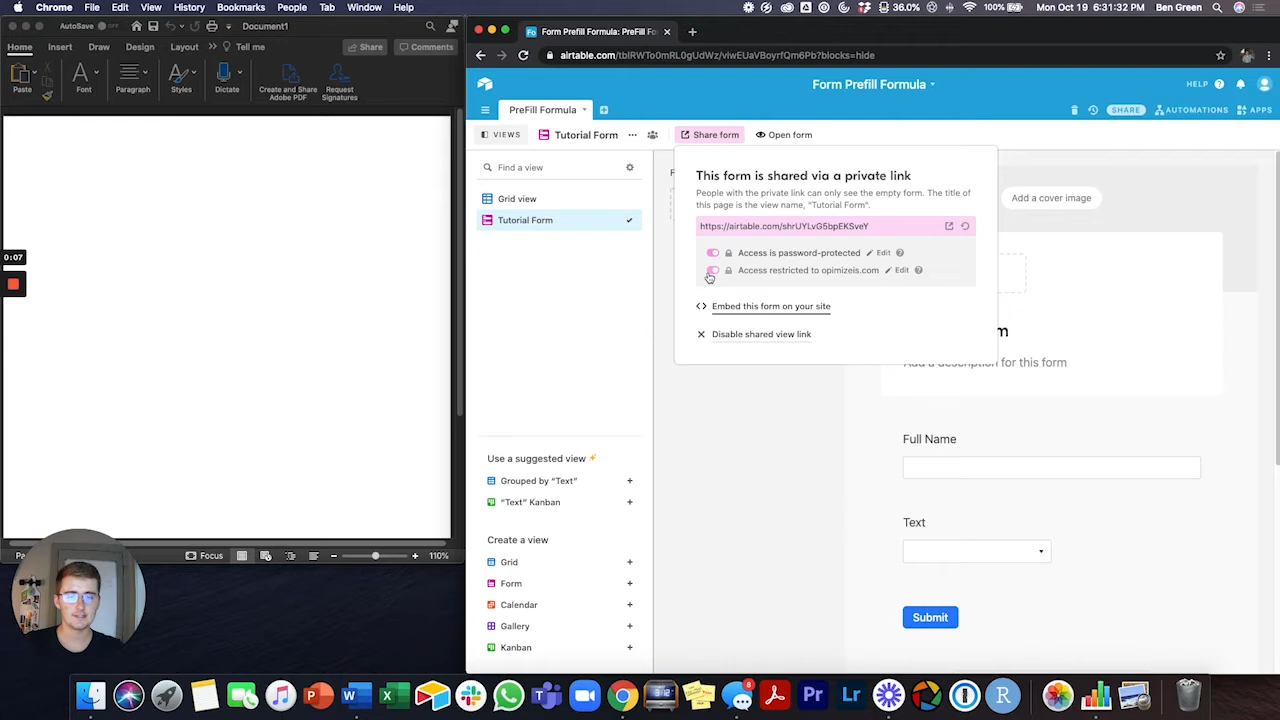 Chrome File Edit View History Bookmarks People Tab Window Help
100% Mon Oct 19 6:31:32 PM Ben Green
AutoSave Document1
Home Insert Draw Design Layout >> Tell me Share Comments
Paste Font Paragraph Styles Dictate Create and Share Adobe PDF Request Signatures
Focus 110%
0:07
Form Prefill Formula: PreFill Fo
airtable.com/tblRWTo0mRL0gUdWz/viwEUaVBoyrfQm6Pb?blocks=hide
Form Prefill Formula
HELP
PreFill Formula
SHARE AUTOMATIONS APPS
VIEWS Tutorial Form Share form Open form
Find a view
Grid view
Tutorial Form
This form is shared via a private link
People with the private link can only see the empty form. The title
of this page is the view name, "Tutorial Form".
https://airtable.com/shrUYLvG5bpEKSveY
Access is password-protected Edit
Access restricted to opimizeis.com Edit
Embed this form on your site
Disable shared view link
Add a cover image
Add a description for this form
Full Name
Text
Submit
Use a suggested view
Grouped by "Text"
"Text" Kanban
Create a view
Grid
Form
Calendar
Gallery
Kanban
8